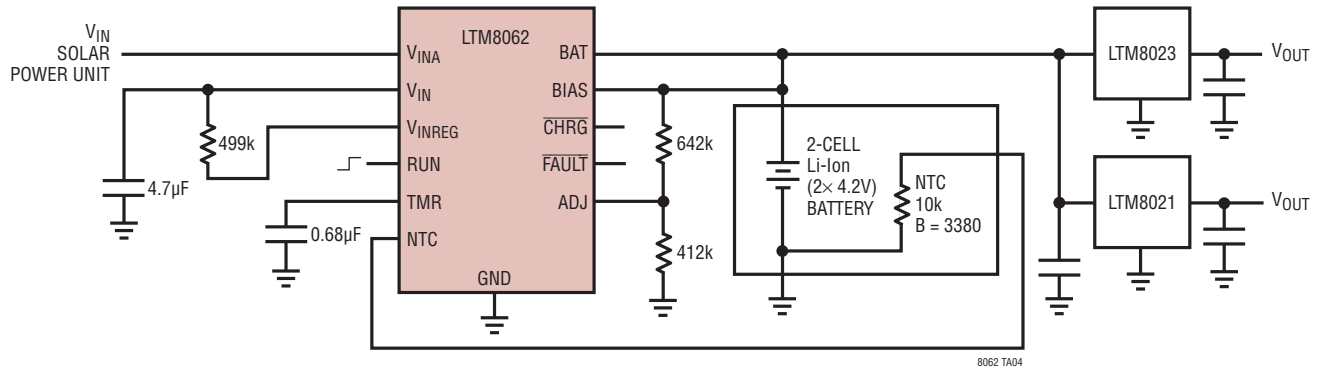 VIN
SOLAR
POWER UNIT
4.7µF
499k
0.68µF
LTM8062
VINA
VIN
VINREG
RUN
TMR
NTC
GND
BAT
BIAS
CHRG
FAULT
ADJ
642k
412k
2-CELL
Li-Ion
(2× 4.2V)
BATTERY
NTC
10k
B = 3380
LTM8023
VOUT
LTM8021
VOUT
8062 TA04